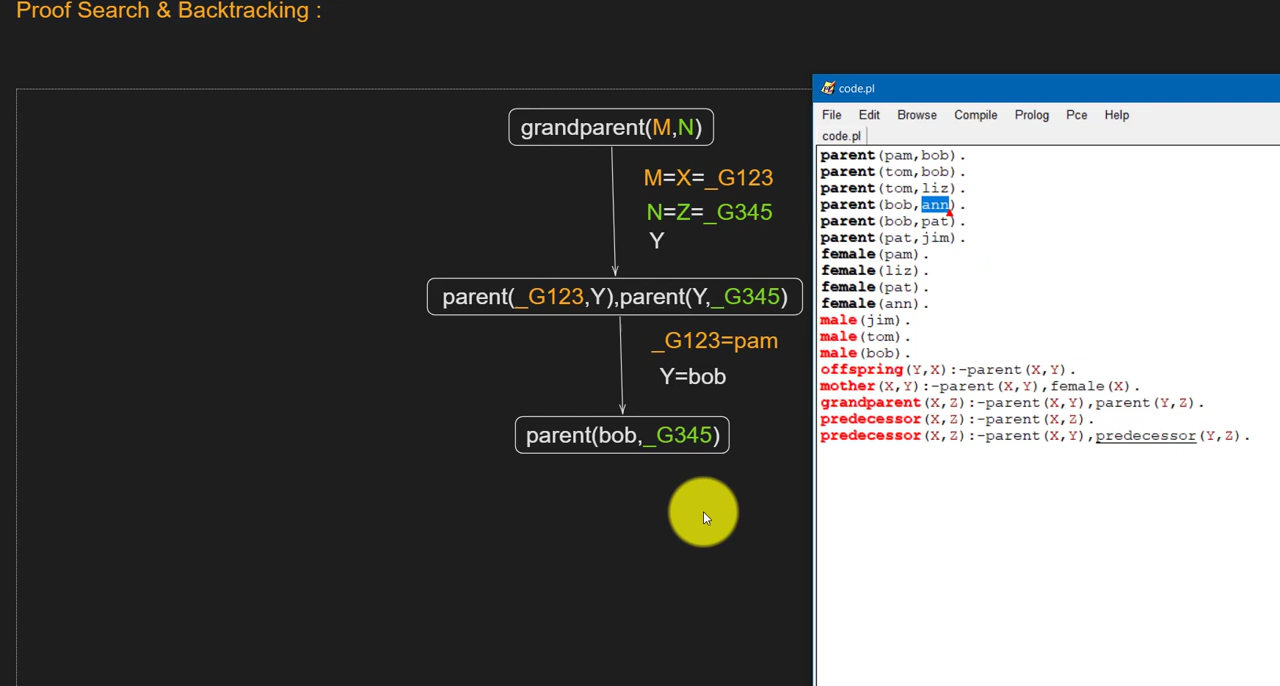 Proof Search & Backtracking :
grandparent(M,N)
M=X=_G123
N=Z=_G345
Y
parent(_G123,Y),parent(Y,_G345)
_G123=pam
Y=bob
parent(bob,_G345)
code.pl
File Edit Browse Compile Prolog Pce Help
code.pl
parent(pam,bob).
parent(tom,bob).
parent(tom,liz).
parent(bob,ann).
parent(bob,pat).
parent(pat,jim).
female(pam).
female(liz).
female(pat).
female(ann).
male(jim).
male(tom).
male(bob).
offspring(Y,X):-parent(X,Y).
mother(X,Y):-parent(X,Y),female(X).
grandparent(X,Z):-parent(X,Y),parent(Y,Z).
predecessor(X,Z):-parent(X,Z).
predecessor(X,Z):-parent(X,Y),predecessor(Y,Z).